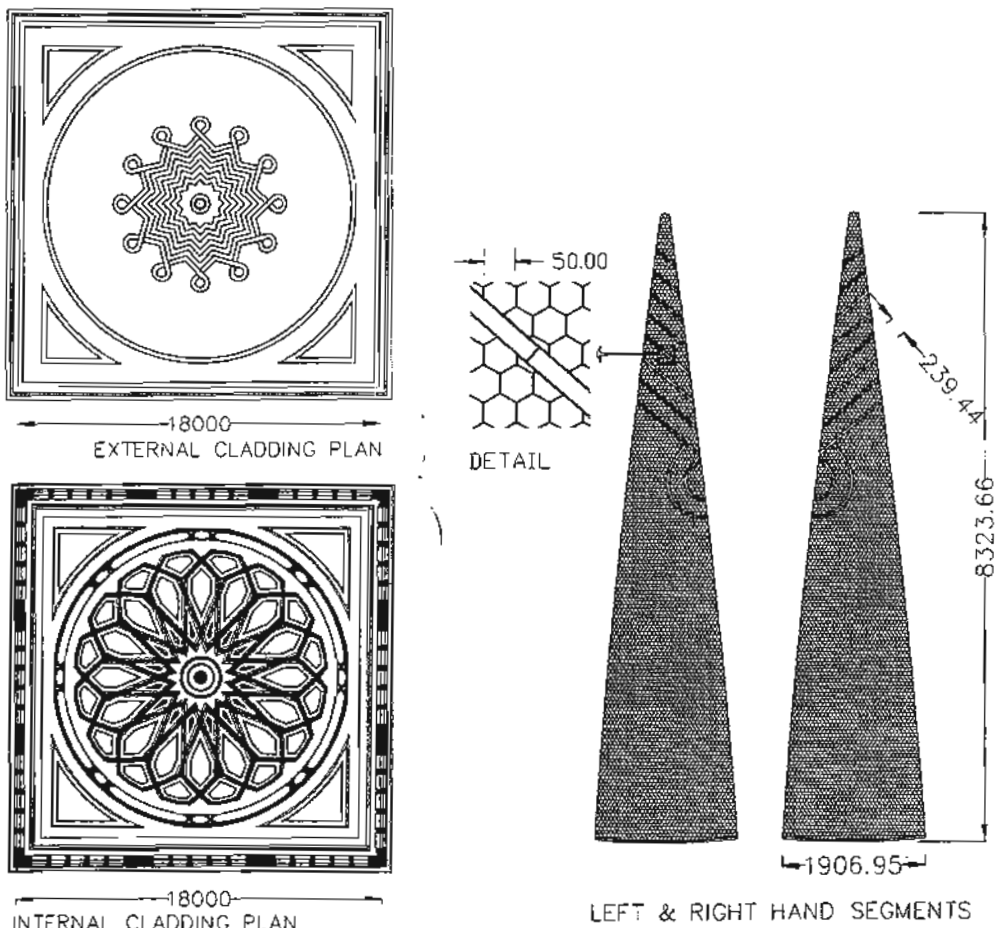 18000
EXTERNAL CLADDING PLAN
50.00
DETAIL
239.44
8323.66
18000
INTERNAL CLADDING PLAN
1906.95
LEFT & RIGHT HAND SEGMENTS